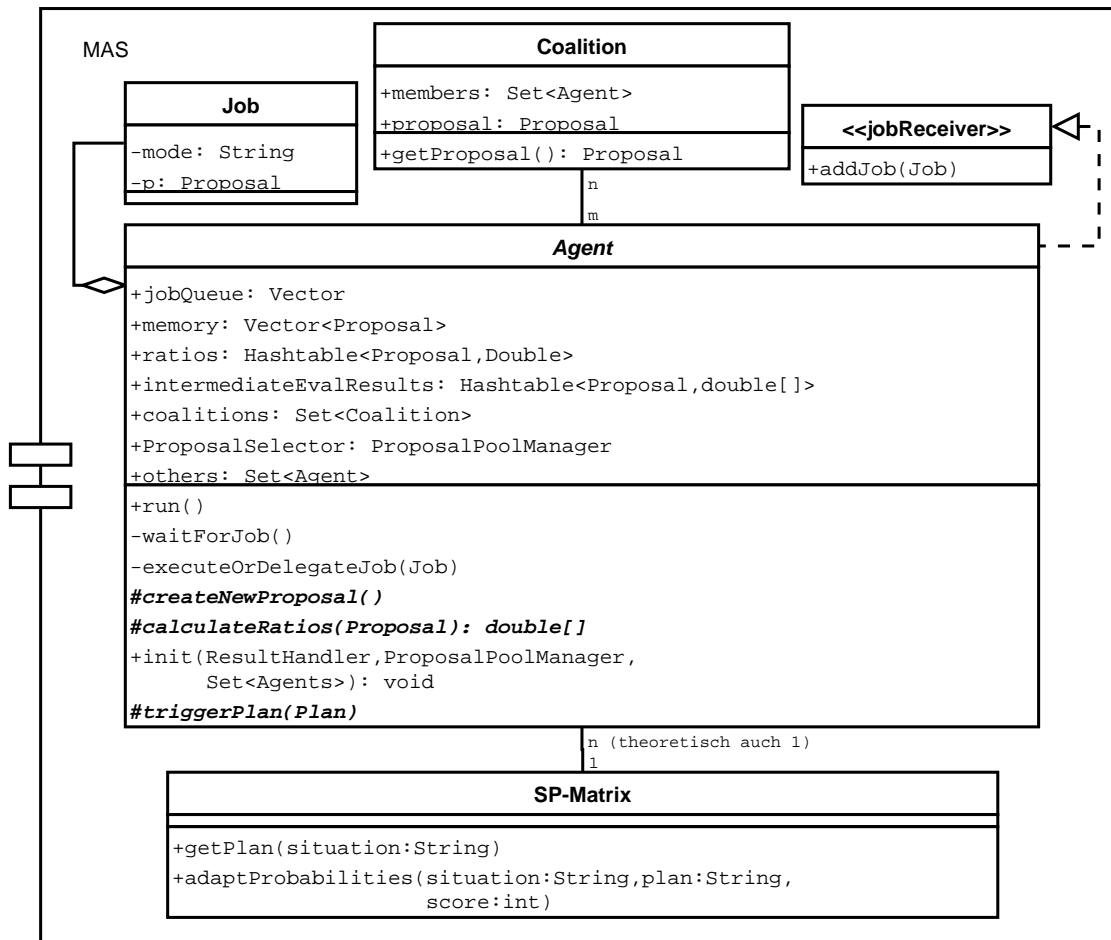 MAS
Coalition
+members: Set<Agent>
+proposal: Proposal
+getProposal(): Proposal
Job
-mode: String
-p: Proposal
<<jobReceiver>>
+addJob(Job)
n
m
Agent
+jobQueue: Vector
+memory: Vector<Proposal>
+ratios: Hashtable<Proposal,Double>
+intermediateEvalResults: Hashtable<Proposal,double[]>
+coalitions: Set<Coalition>
+ProposalSelector: ProposalPoolManager
+others: Set<Agent>
+run()
-waitForJob()
-executeOrDelegateJob(Job)
#createNewProposal()
#calculateRatios(Proposal): double[]
+init(ResultHandler,ProposalPoolManager,
Set<Agents>): void
#triggerPlan(Plan)
n (theoretisch auch 1)
1
SP-Matrix
+getPlan(situation:String)
+adaptProbabilities(situation:String,plan:String,
score:int)